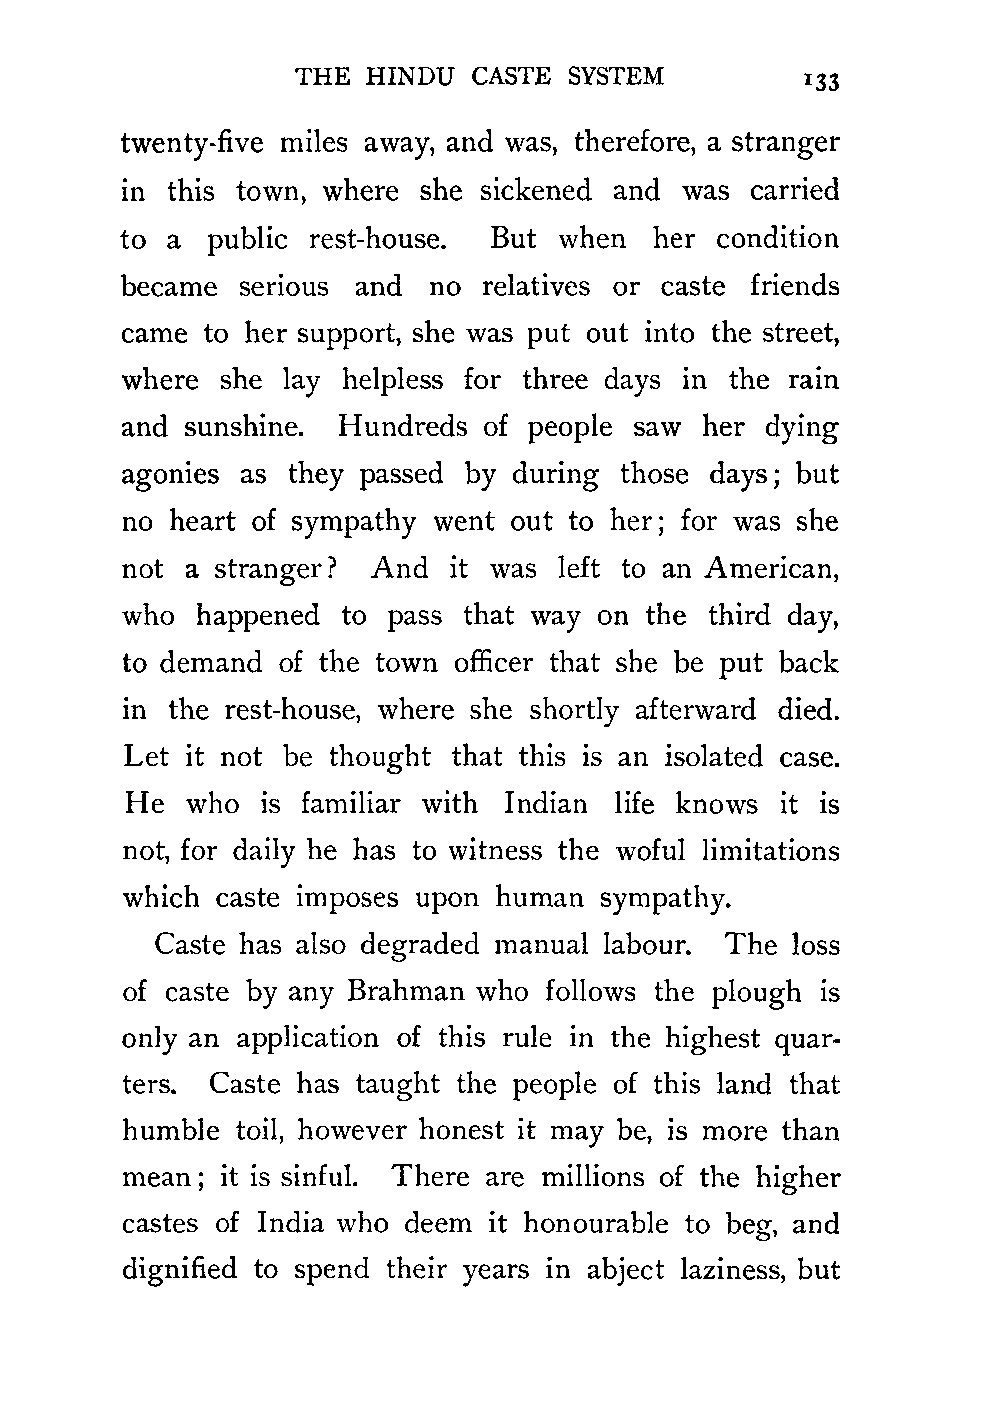 THE HINDU CASTE SYSTEM 133
twenty-five miles away, and was, therefore, a stranger
in this town, where she sickened and was carried
to a public rest-house. But when her condition
became serious and no relatives or caste friends
came to her support, she was put out into the street,
where she lay helpless for three days in the rain
and sunshine. Hundreds of people saw her dying
agonies as they passed by during those days; but
no heart of sympathy went out to her; for was she
not a stranger? And it was left to an American,
who happened to pass that way on the third day,
to demand of the town officer that she be put back
in the rest-house, where she shortly afterward died.
Let it not be thought that this is an isolated case.
He who is familiar with Indian life knows it is
not, for daily he has to witness the woful limitations
which caste imposes upon human sympathy.
Caste has also degraded manual labour. The loss
of caste by any Brahman who follows the plough is
only an application of this rule in the highest quar-
ters. Caste has taught the people of this land that
humble toil, however honest it may be, is more than
mean; it is sinful. There are millions of the higher
castes of India who deem it honourable to beg, and
dignified to spend their years in abject laziness, but